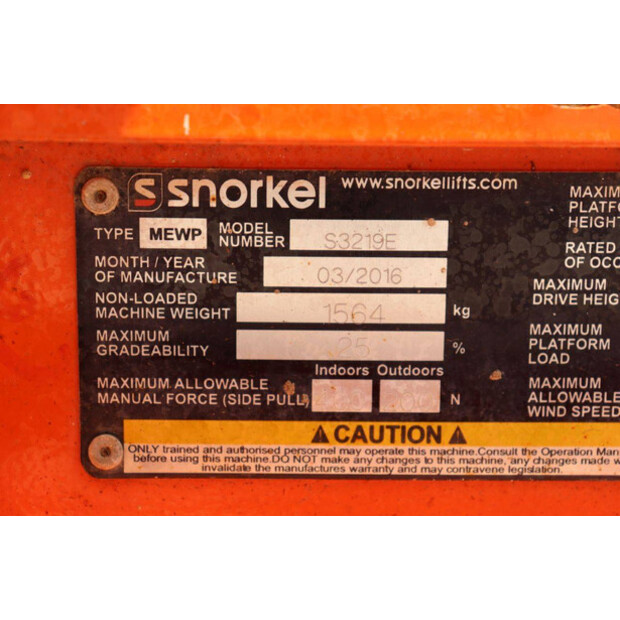 snorkel www.snorkellifts.com
TYPE MEWP MODEL NUMBER S3219E
MONTH / YEAR OF MANUFACTURE 03/2016
NON-LOADED MACHINE WEIGHT 1564 kg
MAXIMUM GRADEABILITY 25 %
Indoors Outdoors
MAXIMUM ALLOWABLE MANUAL FORCE (SIDE PULL) N
RATED
OF OCC
MAXIMUM
DRIVE HEIG
MAXIMUM
PLATFORM
LOAD
MAXIMUM
ALLOWABLE
WIND SPEED
CAUTION
ONLY trained and authorised personnel may operate this machine.Consult the Operation Man
before using this machine.DO NOT make any changes to this machine, any changes made w
invalidate the manufactures warranty and may contravene legislation.